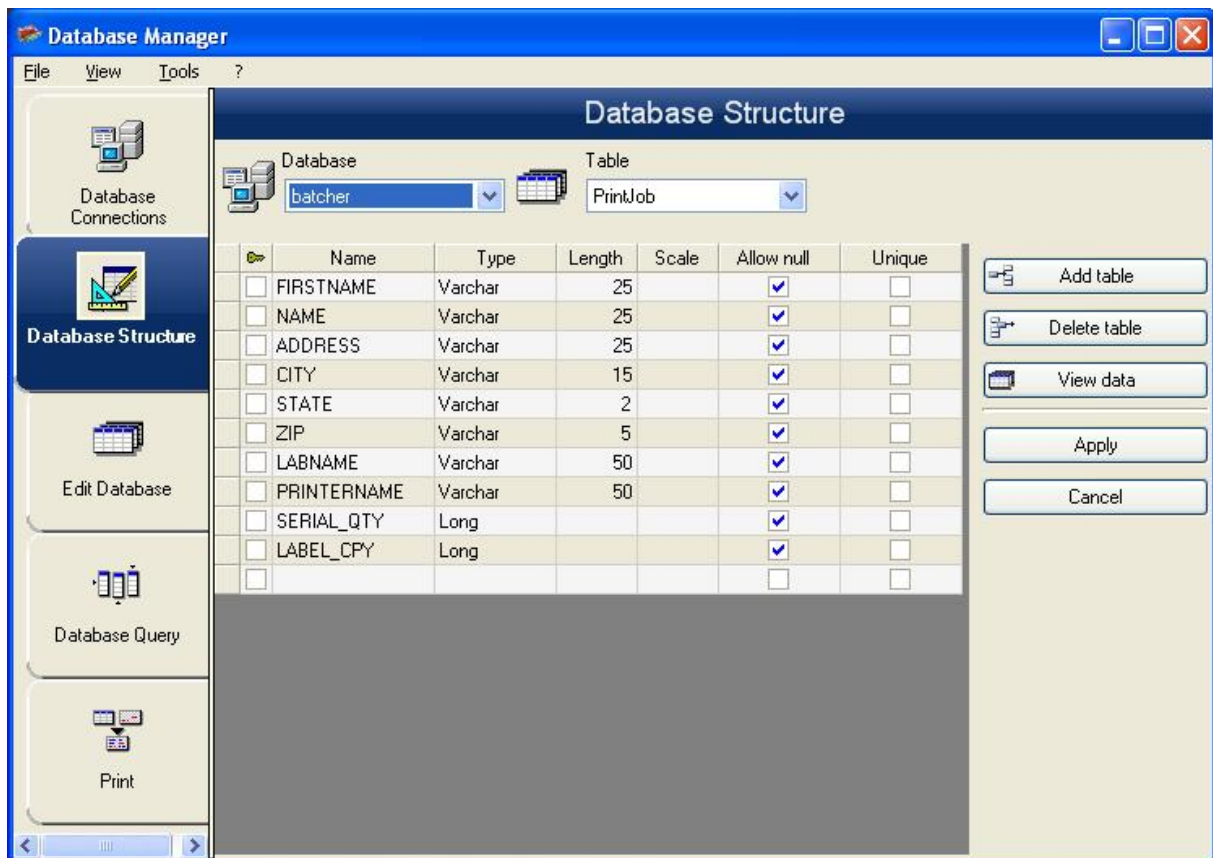 Database Manager
File View Tools ?
Database Structure
Database
Connections
Database Structure
Edit Database
Database Query
Print
Database Table
batcher PrintJob
Name Type Length Scale Allow null Unique
FIRSTNAME Varchar 25
NAME Varchar 25
ADDRESS Varchar 25
CITY Varchar 15
STATE Varchar 2
ZIP Varchar 5
LABNAME Varchar 50
PRINTERNAME Varchar 50
SERIAL_QTY Long
LABEL_CPY Long
Add table
Delete table
View data
Apply
Cancel